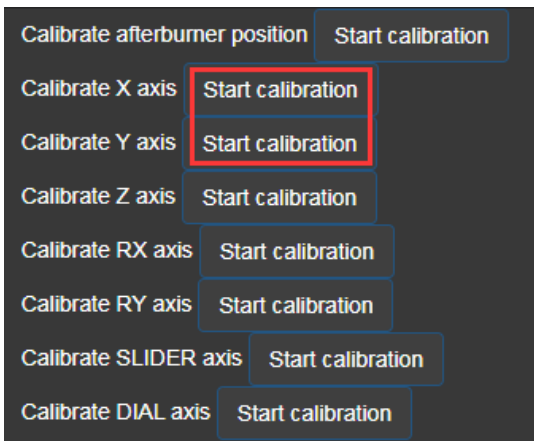 Calibrate afterburner position Start calibration
Calibrate X axis Start calibration
Calibrate Y axis Start calibration
Calibrate Z axis Start calibration
Calibrate RX axis Start calibration
Calibrate RY axis Start calibration
Calibrate SLIDER axis Start calibration
Calibrate DIAL axis Start calibration